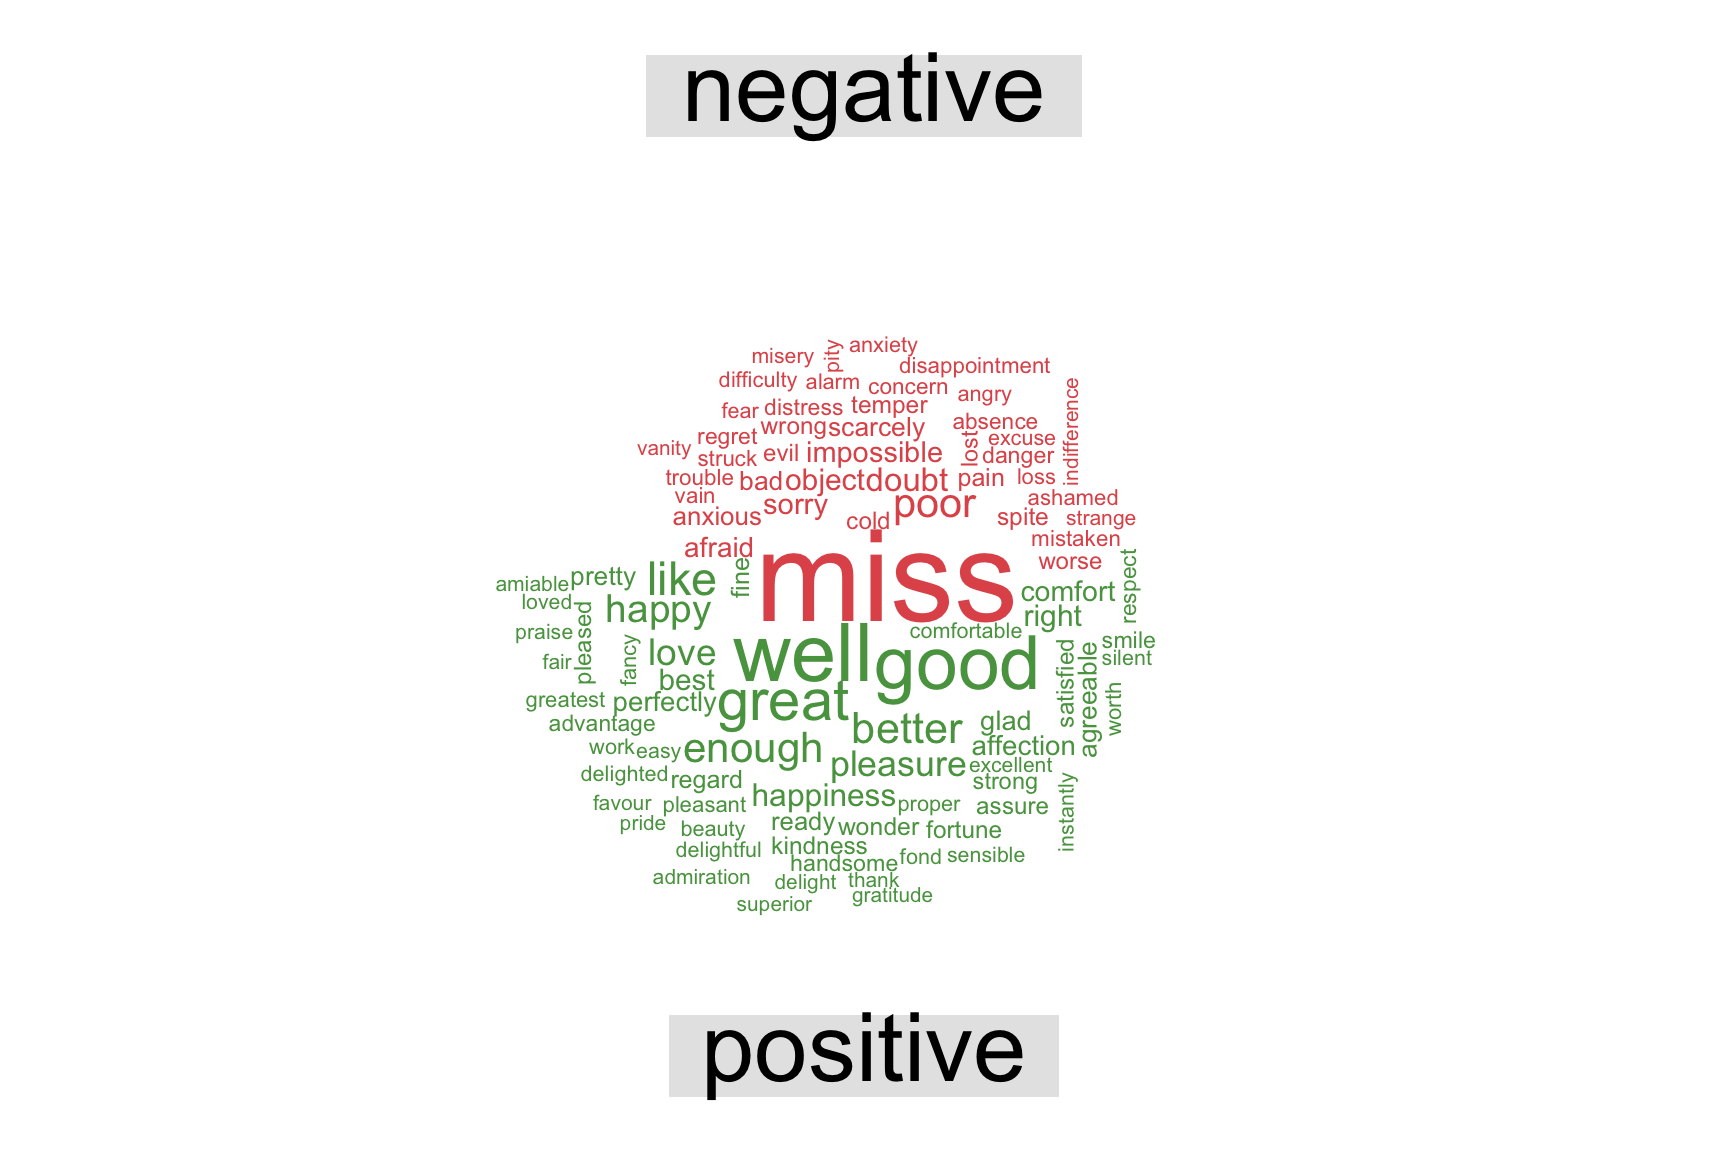 negative
misery pity anxiety
disappointment
difficulty alarm concern angry
fear distress temper indifference
vanity regret wrong scarcely absence
struck evil impossible lost excuse
danger
trouble bad object doubt pain loss
vain sorry poor ashamed
anxious cold spite strange
afraid miss mistaken
worse
amiable pretty like fine comfort respect
loved happy right
praise pleased well comfortable smile
fair fancy love good satisfied agreeable silent
best
greatest perfectly great worth
advantage better glad
work easy enough affection
delighted regard pleasure excellent
strong
favour pleasant happiness proper assure instantly
pride beauty ready wonder fortune
delightful kindness
handsome fond sensible
admiration delight thank
gratitude
superior
positive